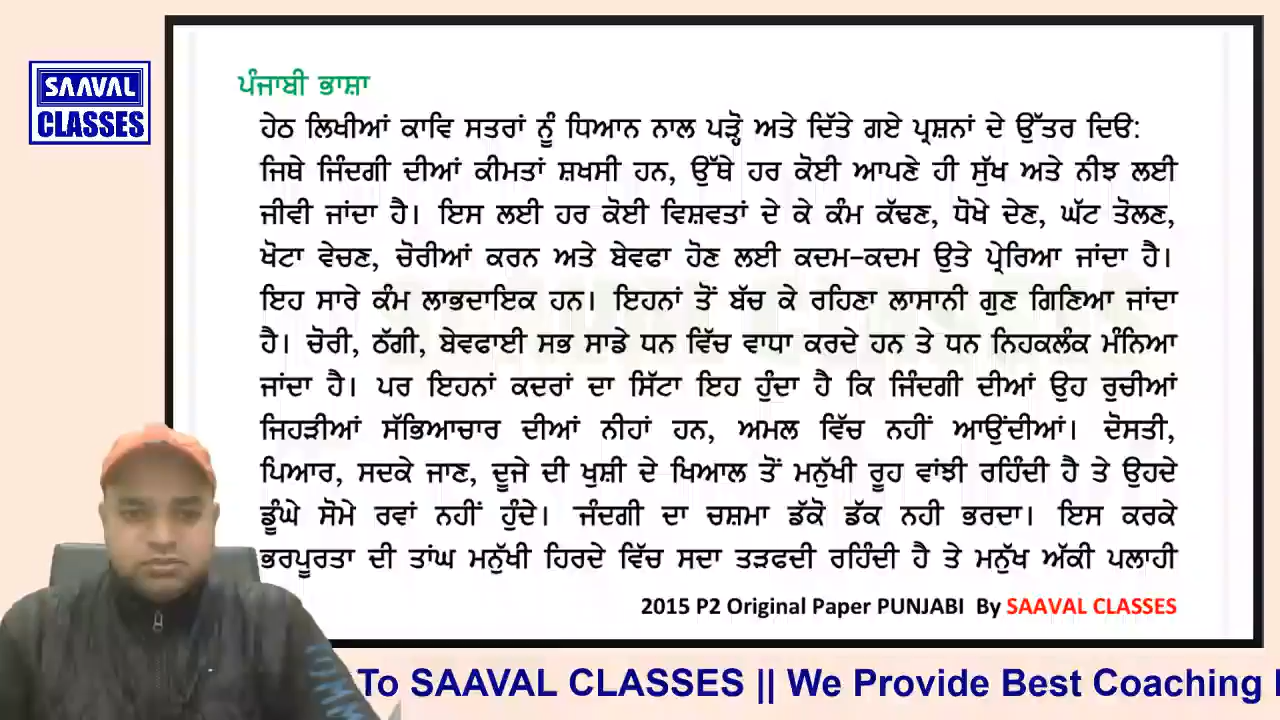 SAAVAL
CLASSES
ਪੰਜਾਬੀ ਭਾਸ਼ਾ
ਹੇਠ ਲਿਖੀਆਂ ਕਾਵਿ ਸਤਰਾਂ ਨੂੰ ਧਿਆਨ ਨਾਲ ਪੜ੍ਹੋ ਅਤੇ ਦਿੱਤੇ ਗਏ ਪ੍ਰਸ਼ਨਾਂ ਦੇ ਉੱਤਰ ਦਿਓ:
ਜਿਥੇ ਜਿੰਦਗੀ ਦੀਆਂ ਕੀਮਤਾਂ ਸ਼ਖਸੀ ਹਨ, ਉੱਥੇ ਹਰ ਕੋਈ ਆਪਣੇ ਹੀ ਸੁੱਖ ਅਤੇ ਨੀਝ ਲਈ
ਜੀਵੀ ਜਾਂਦਾ ਹੈ। ਇਸ ਲਈ ਹਰ ਕੋਈ ਵਿਸ਼ਵਤਾਂ ਦੇ ਕੇ ਕੰਮ ਕੱਢਣ, ਧੋਖੇ ਦੇਣ, ਘੱਟ ਤੋਲਣ,
ਖੋਟਾ ਵੇਚਣ, ਚੋਰੀਆਂ ਕਰਨ ਅਤੇ ਬੇਵਫਾ ਹੋਣ ਲਈ ਕਦਮ–ਕਦਮ ਉਤੇ ਪ੍ਰੇਰਿਆ ਜਾਂਦਾ ਹੈ।
ਇਹ ਸਾਰੇ ਕੰਮ ਲਾਭਦਾਇਕ ਹਨ। ਇਹਨਾਂ ਤੋਂ ਬੱਚ ਕੇ ਰਹਿਣਾ ਲਾਸਾਨੀ ਗੁਣ ਗਿਣਿਆ ਜਾਂਦਾ
ਹੈ। ਚੋਰੀ, ਠੱਗੀ, ਬੇਵਫਾਈ ਸਭ ਸਾਡੇ ਧਨ ਵਿੱਚ ਵਾਧਾ ਕਰਦੇ ਹਨ ਤੇ ਧਨ ਨਿਹਕਲੰਕ ਮੰਨਿਆ
ਜਾਂਦਾ ਹੈ। ਪਰ ਇਹਨਾਂ ਕਦਰਾਂ ਦਾ ਸਿੱਟਾ ਇਹ ਹੁੰਦਾ ਹੈ ਕਿ ਜਿੰਦਗੀ ਦੀਆਂ ਉਹ ਰੁਚੀਆਂ
ਜਿਹੜੀਆਂ ਸੱਭਿਆਚਾਰ ਦੀਆਂ ਨੀਹਾਂ ਹਨ, ਅਮਲ ਵਿੱਚ ਨਹੀਂ ਆਉਂਦੀਆਂ। ਦੋਸਤੀ,
ਪਿਆਰ, ਸਦਕੇ ਜਾਣ, ਦੂਜੇ ਦੀ ਖੁਸ਼ੀ ਦੇ ਖਿਆਲ ਤੋਂ ਮਨੁੱਖੀ ਰੂਹ ਵਾਂਝੀ ਰਹਿੰਦੀ ਹੈ ਤੇ ਉਹਦੇ
ਡੂੰਘੇ ਸੋਮੇ ਰਵਾਂ ਨਹੀਂ ਹੁੰਦੇ। ਜੰਦਗੀ ਦਾ ਚਸ਼ਮਾ ਡੱਕੋ ਡੱਕ ਨਹੀ ਭਰਦਾ। ਇਸ ਕਰਕੇ
ਭਰਪੂਰਤਾ ਦੀ ਤਾਂਘ ਮਨੁੱਖੀ ਹਿਰਦੇ ਵਿੱਚ ਸਦਾ ਤੜਫਦੀ ਰਹਿੰਦੀ ਹੈ ਤੇ ਮਨੁੱਖ ਅੱਕੀ ਪਲਾਹੀ
2015 P2 Original Paper PUNJABI By SAAVAL CLASSES
To SAAVAL CLASSES || We Provide Best Coaching